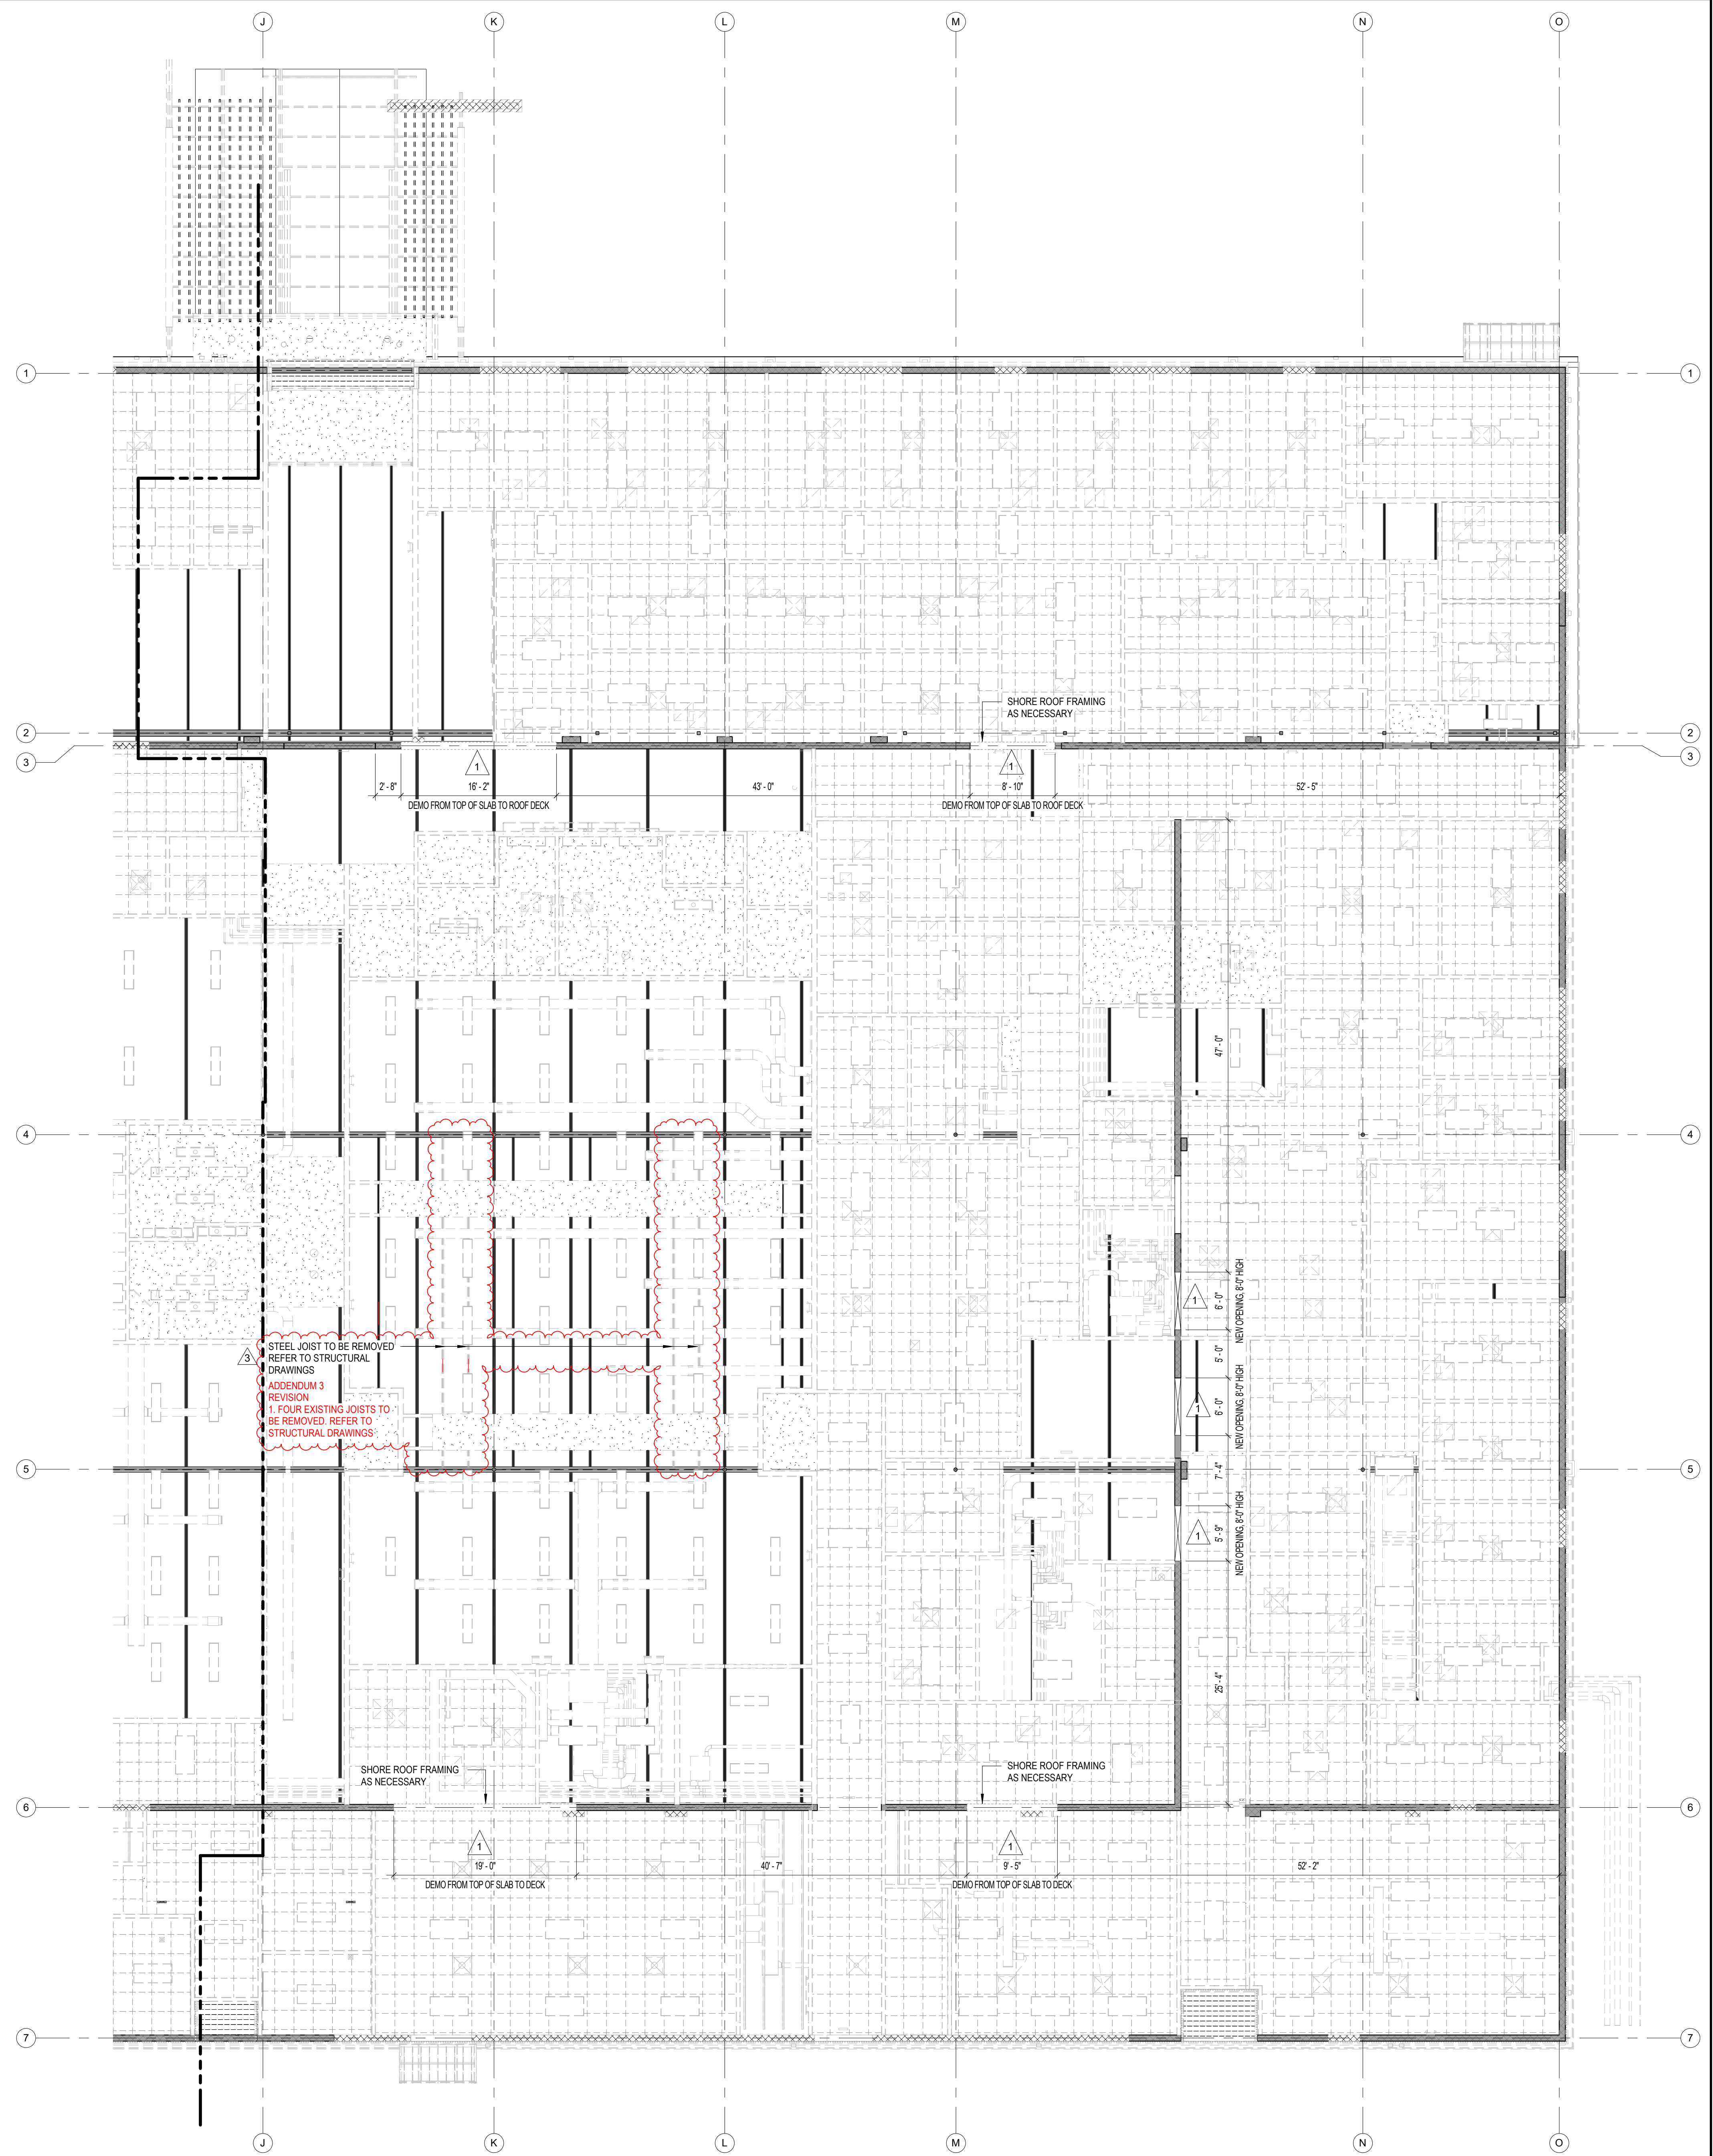 J
K
L
M
N
O
1
1
SHORE ROOF FRAMING
AS NECESSARY
2
2
3
3
1
1
2' - 8"
16' - 2"
43' - 0"
8' - 10"
52' - 5"
DEMO FROM TOP OF SLAB TO ROOF DECK
DEMO FROM TOP OF SLAB TO ROOF DECK
47' - 0"
4
4
1
6' - 0"
NEW OPENING, 8'-0" HIGH
5' - 0"
1
6' - 0"
NEW OPENING, 8'-0" HIGH
3
STEEL JOIST TO BE REMOVED
REFER TO STRUCTURAL
DRAWINGS
ADDENDUM 3
REVISION
1. FOUR EXISTING JOISTS TO
BE REMOVED. REFER TO
STRUCTURAL DRAWINGS
5
5
7' - 4"
1
5' - 9"
NEW OPENING, 8'-0" HIGH
25' - 4"
SHORE ROOF FRAMING
AS NECESSARY
SHORE ROOF FRAMING
AS NECESSARY
6
6
1
1
19' - 0"
40' - 7"
9' - 5"
52' - 2"
DEMO FROM TOP OF SLAB TO DECK
DEMO FROM TOP OF SLAB TO DECK
7
7
J
K
L
M
N
O